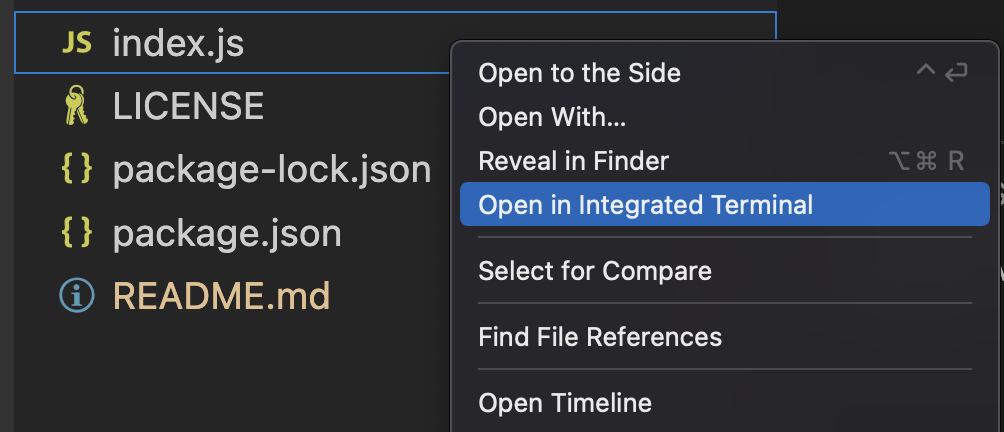 JS index.js
LICENSE
{} package-lock.json
{} package.json
README.md
Open to the Side ^ ↩
Open With...
Reveal in Finder ⌥⌘ R
Open in Integrated Terminal
Select for Compare
Find File References
Open Timeline